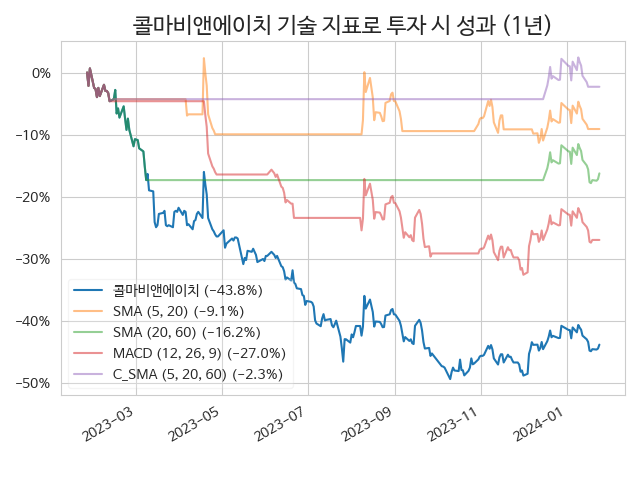 콜마비앤에이치 기술 지표로 투자 시 성과 (1년)
0%
−10%
−20%
−30%
−40%
−50%
콜마비앤에이치 (−43.8%)
SMA (5, 20) (−9.1%)
SMA (20, 60) (−16.2%)
MACD (12, 26, 9) (−27.0%)
C_SMA (5, 20, 60) (−2.3%)
2023−03
2023−05
2023−07
2023−09
2023−11
2024−01